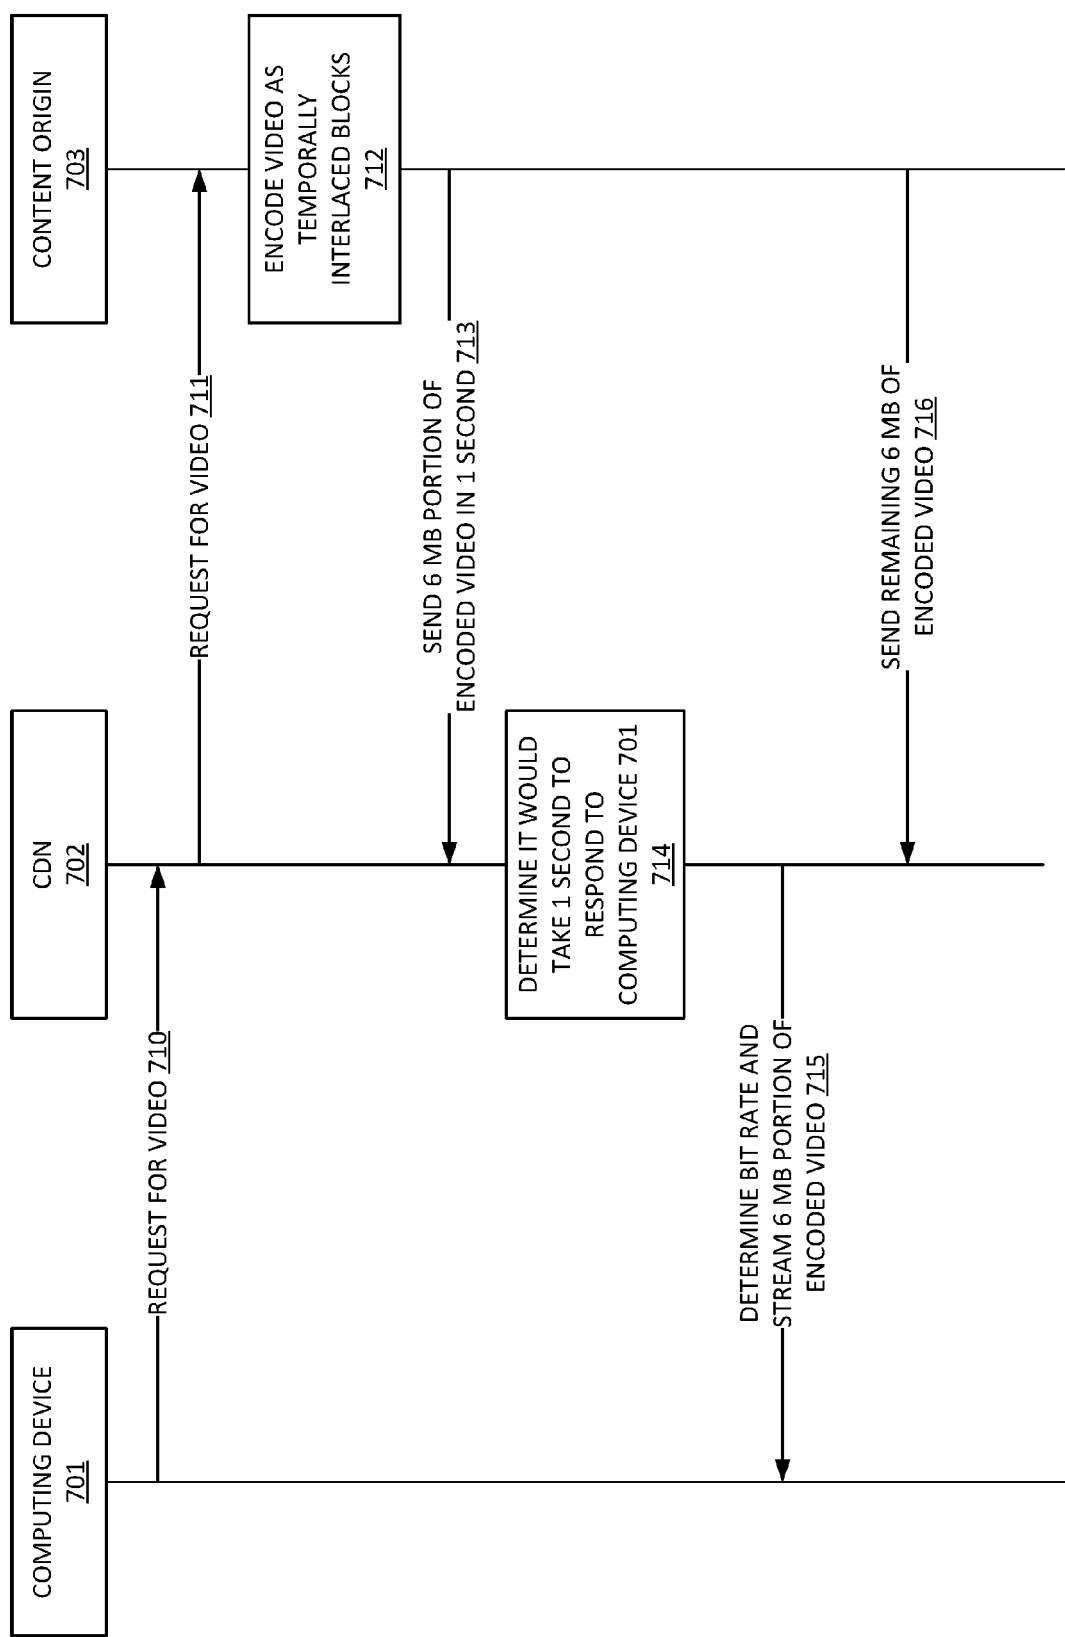 COMPUTING DEVICE
701
CDN
702
CONTENT ORIGIN
703
REQUEST FOR VIDEO 710
REQUEST FOR VIDEO 711
ENCODE VIDEO AS
TEMPORALLY
INTERLACED BLOCKS
712
SEND 6 MB PORTION OF
ENCODED VIDEO IN 1 SECOND 713
DETERMINE IT WOULD
TAKE 1 SECOND TO
RESPOND TO
COMPUTING DEVICE 701
714
DETERMINE BIT RATE AND
STREAM 6 MB PORTION OF
ENCODED VIDEO 715
SEND REMAINING 6 MB OF
ENCODED VIDEO 716